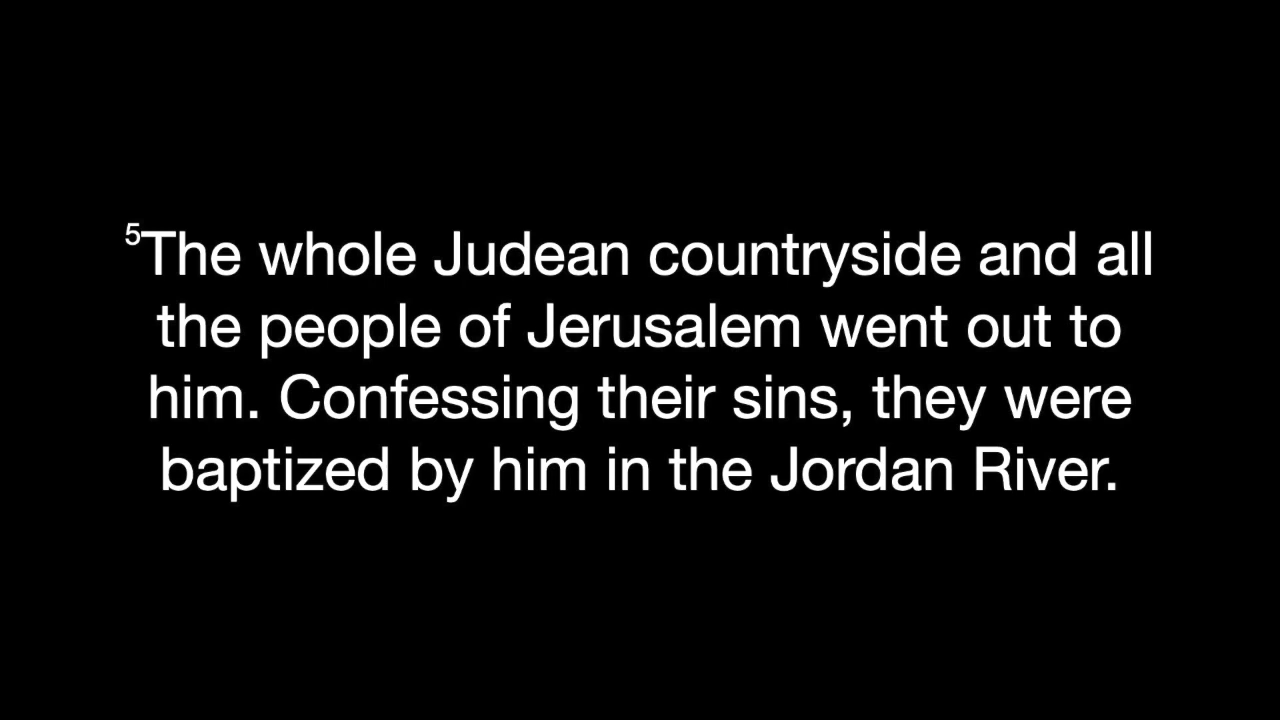 ⁵The whole Judean countryside and all
the people of Jerusalem went out to
him. Confessing their sins, they were
baptized by him in the Jordan River.